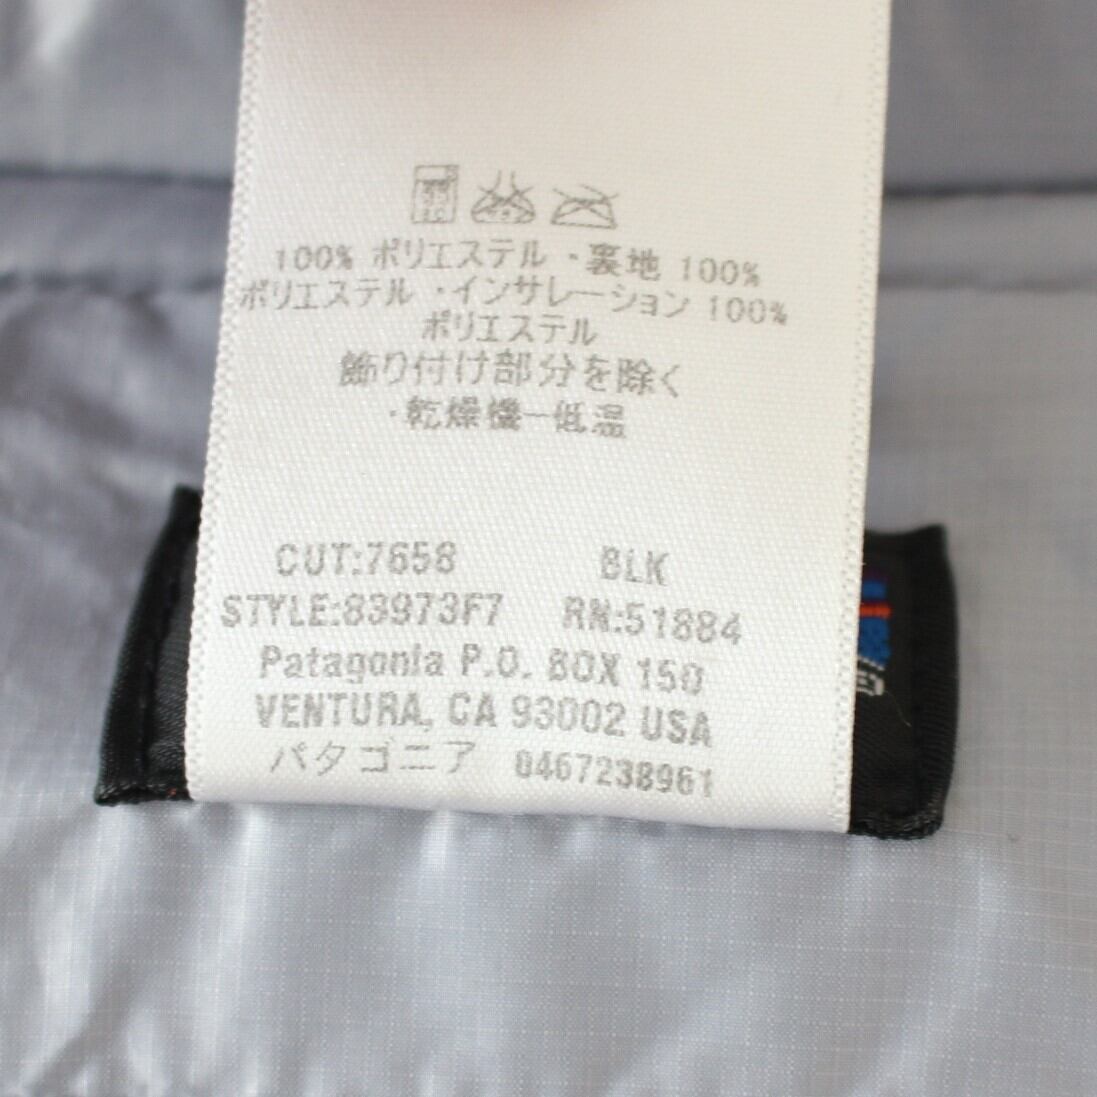 100% ポリエステル ・裏地 100%
ポリエステル ・インサレーション 100%
ポリエステル
飾り付け部分を除く
・乾燥機ー低温
CUT:7658 BLK
STYLE:83973F7 RN:51884
Patagonia P.O. BOX 150
VENTURA, CA 93002 USA
パタゴニア 0467238961